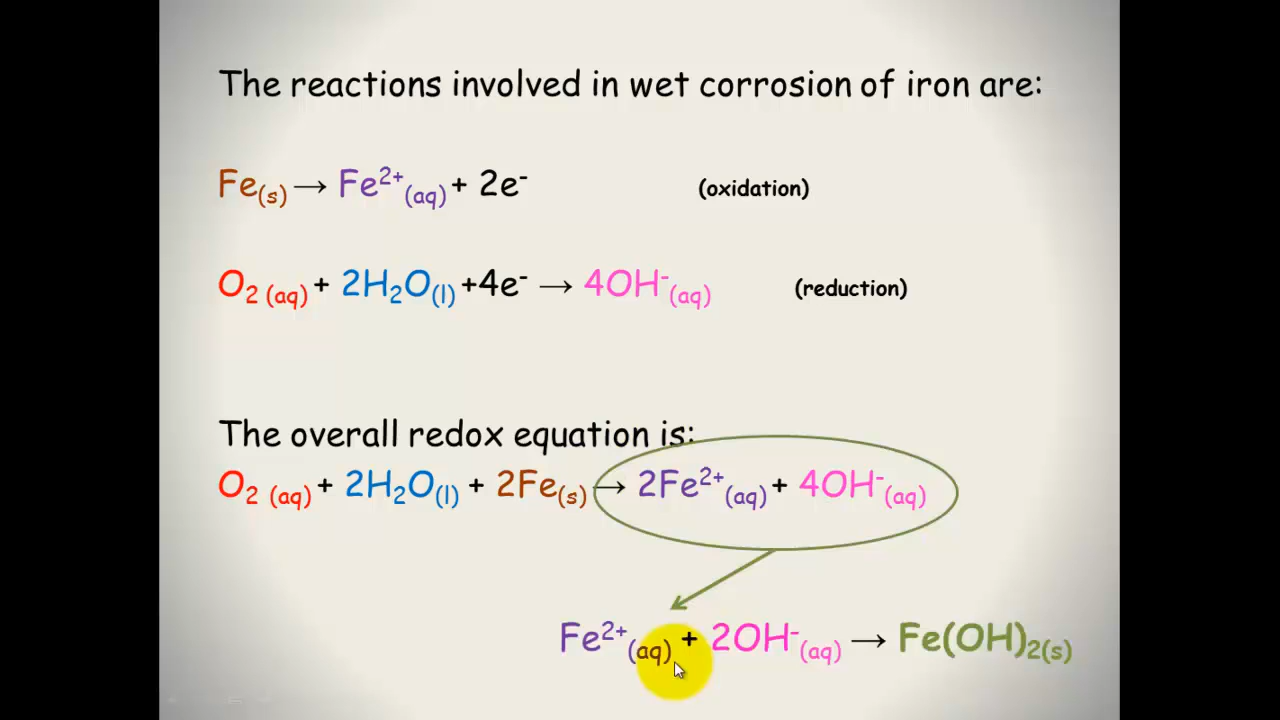 The reactions involved in wet corrosion of iron are:
Fe(s) → Fe²⁺(aq) + 2e⁻ (oxidation)
O₂ (aq) + 2H₂O(l) +4e⁻ → 4OH⁻(aq) (reduction)
The overall redox equation is:
O₂ (aq) + 2H₂O(l) + 2Fe(s) → 2Fe²⁺(aq) + 4OH⁻(aq)
Fe²⁺(aq) + 2OH⁻(aq) → Fe(OH)₂(s)